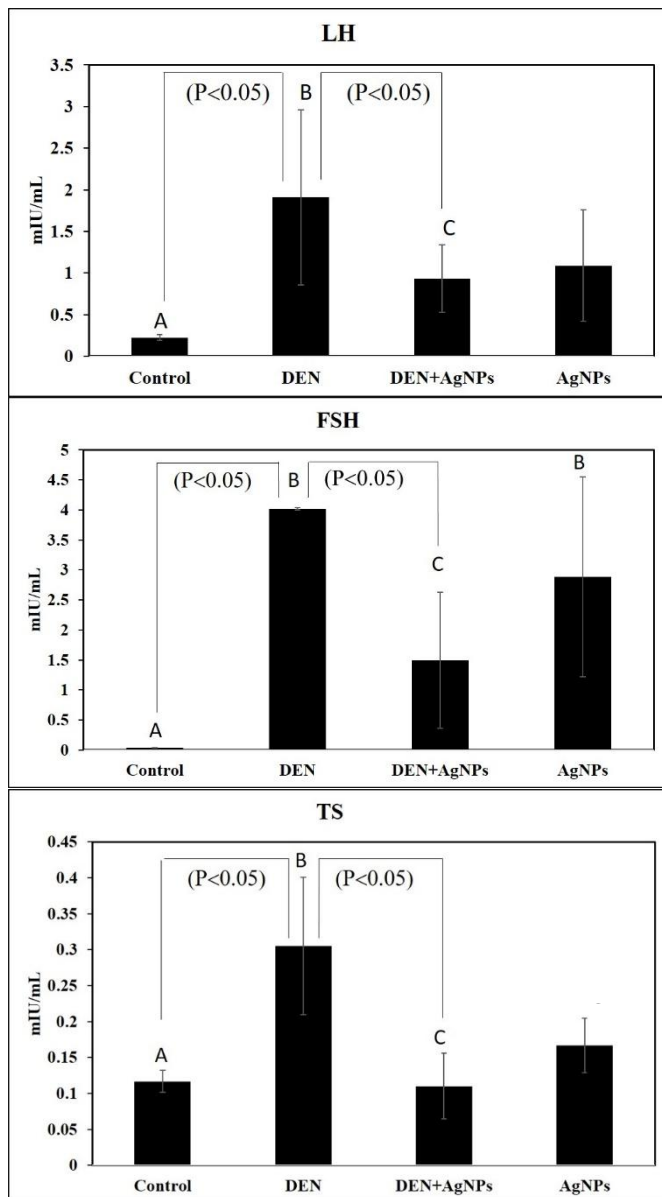 LH
3.5
(P<0.05) B (P<0.05)
3
2.5
2
mIU/mL
1.5
C
1
0.5
A
0
Control DEN DEN+AgNPs AgNPs
FSH
5
4.5
(P<0.05) B (P<0.05) B
4
3.5
3
C
mIU/mL
2.5
2
1.5
1
0.5
A
0
Control DEN DEN+AgNPs AgNPs
TS
0.45
B
(P<0.05) (P<0.05)
0.4
0.35
0.3
mIU/mL
0.25
0.2
C
0.15
A
0.1
0.05
0
Control DEN DEN+AgNPs AgNPs